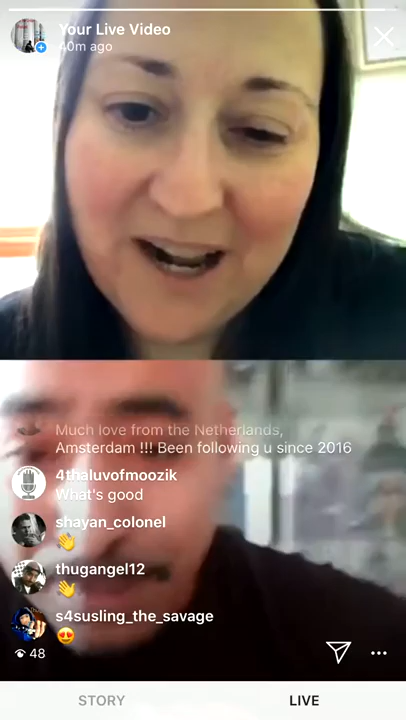 Your Live Video
40m ago
Much love from the Netherlands,
Amsterdam !!! Been following u since 2016
4thaluvofmoozik
What's good
shayan_colonel
👋
thugangel12
👋
s4susling_the_savage
😍
48
STORY
LIVE